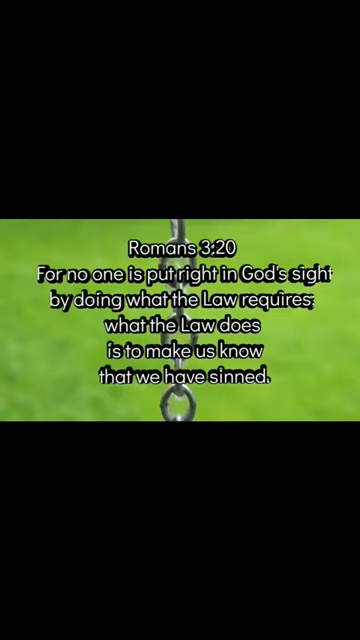 Romans 3:20
For no one is put right in God's sight
by doing what the Law requires;
what the Law does
is to make us know
that we have sinned.